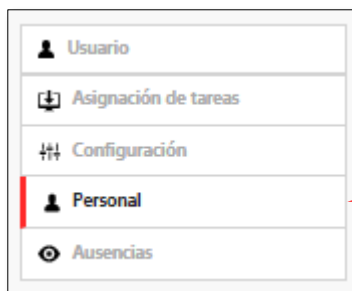 Usuario
Asignación de tareas
Configuración
Personal
Ausencias